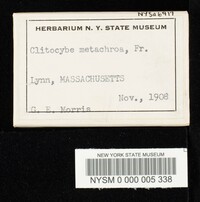 NYSd6917
HERBARIUM N. Y. STATE MUSEUM
Clitocybe metachroa, Fr.
Lynn, MASSACHUSETTS
Nov., 1908
G. E. Morris
NEW YORK STATE MUSEUM
NYSM 0 000 005 338